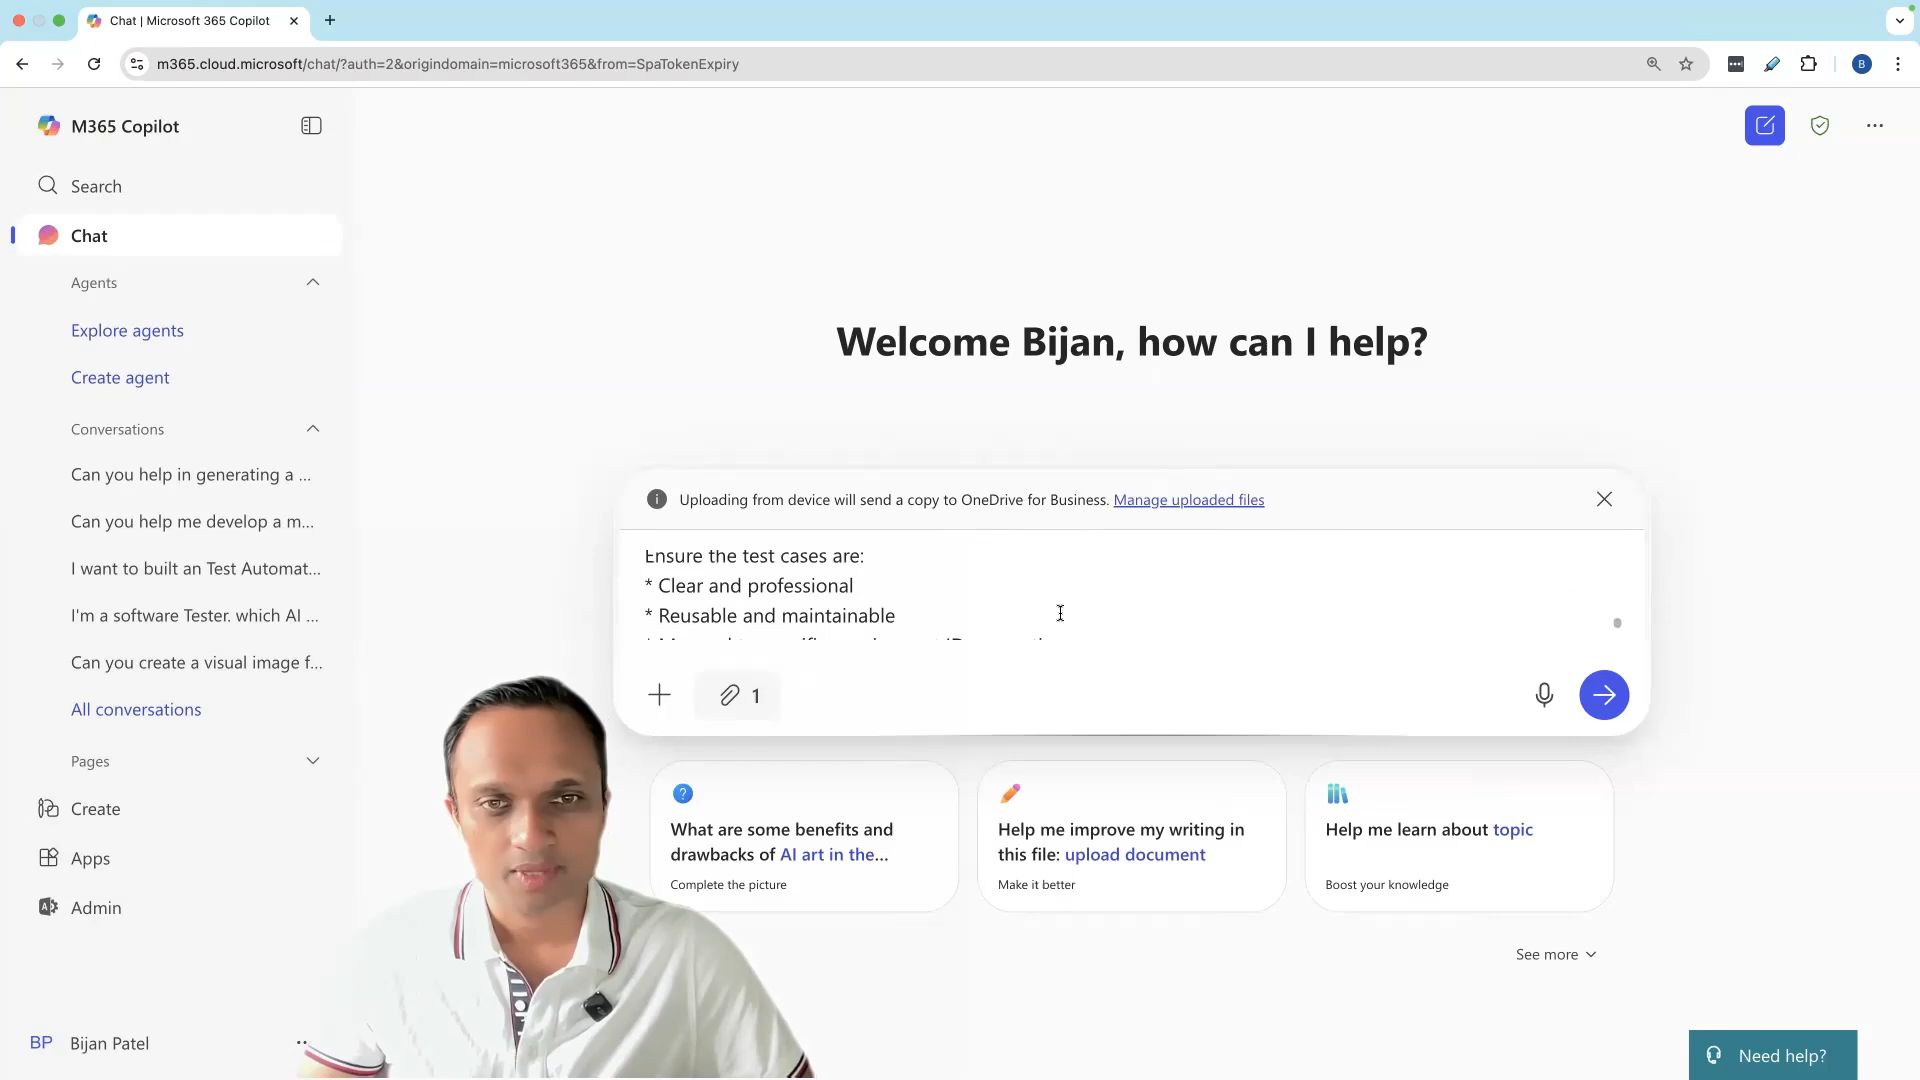 Chat | Microsoft 365 Copilot
m365.cloud.microsoft/chat/?auth=2&origindomain=microsoft365&from=SpaTokenExpiry
B
M365 Copilot
Search
Chat
Agents
Explore agents
Create agent
Conversations
Can you help in generating a ...
Can you help me develop a m...
I want to built an Test Automat...
I'm a software Tester. which AI ...
Can you create a visual image f...
All conversations
Pages
Create
Apps
Admin
BP Bijan Patel
Welcome Bijan, how can I help?
Uploading from device will send a copy to OneDrive for Business. Manage uploaded files
Ensure the test cases are:
* Clear and professional
* Reusable and maintainable
1
What are some benefits and
drawbacks of AI art in the...
Complete the picture
Help me improve my writing in
this file: upload document
Make it better
Help me learn about topic
Boost your knowledge
See more
Need help?